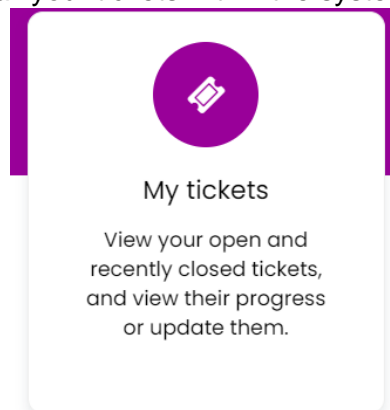 My tickets
View your open and
recently closed tickets,
and view their progress
or update them.